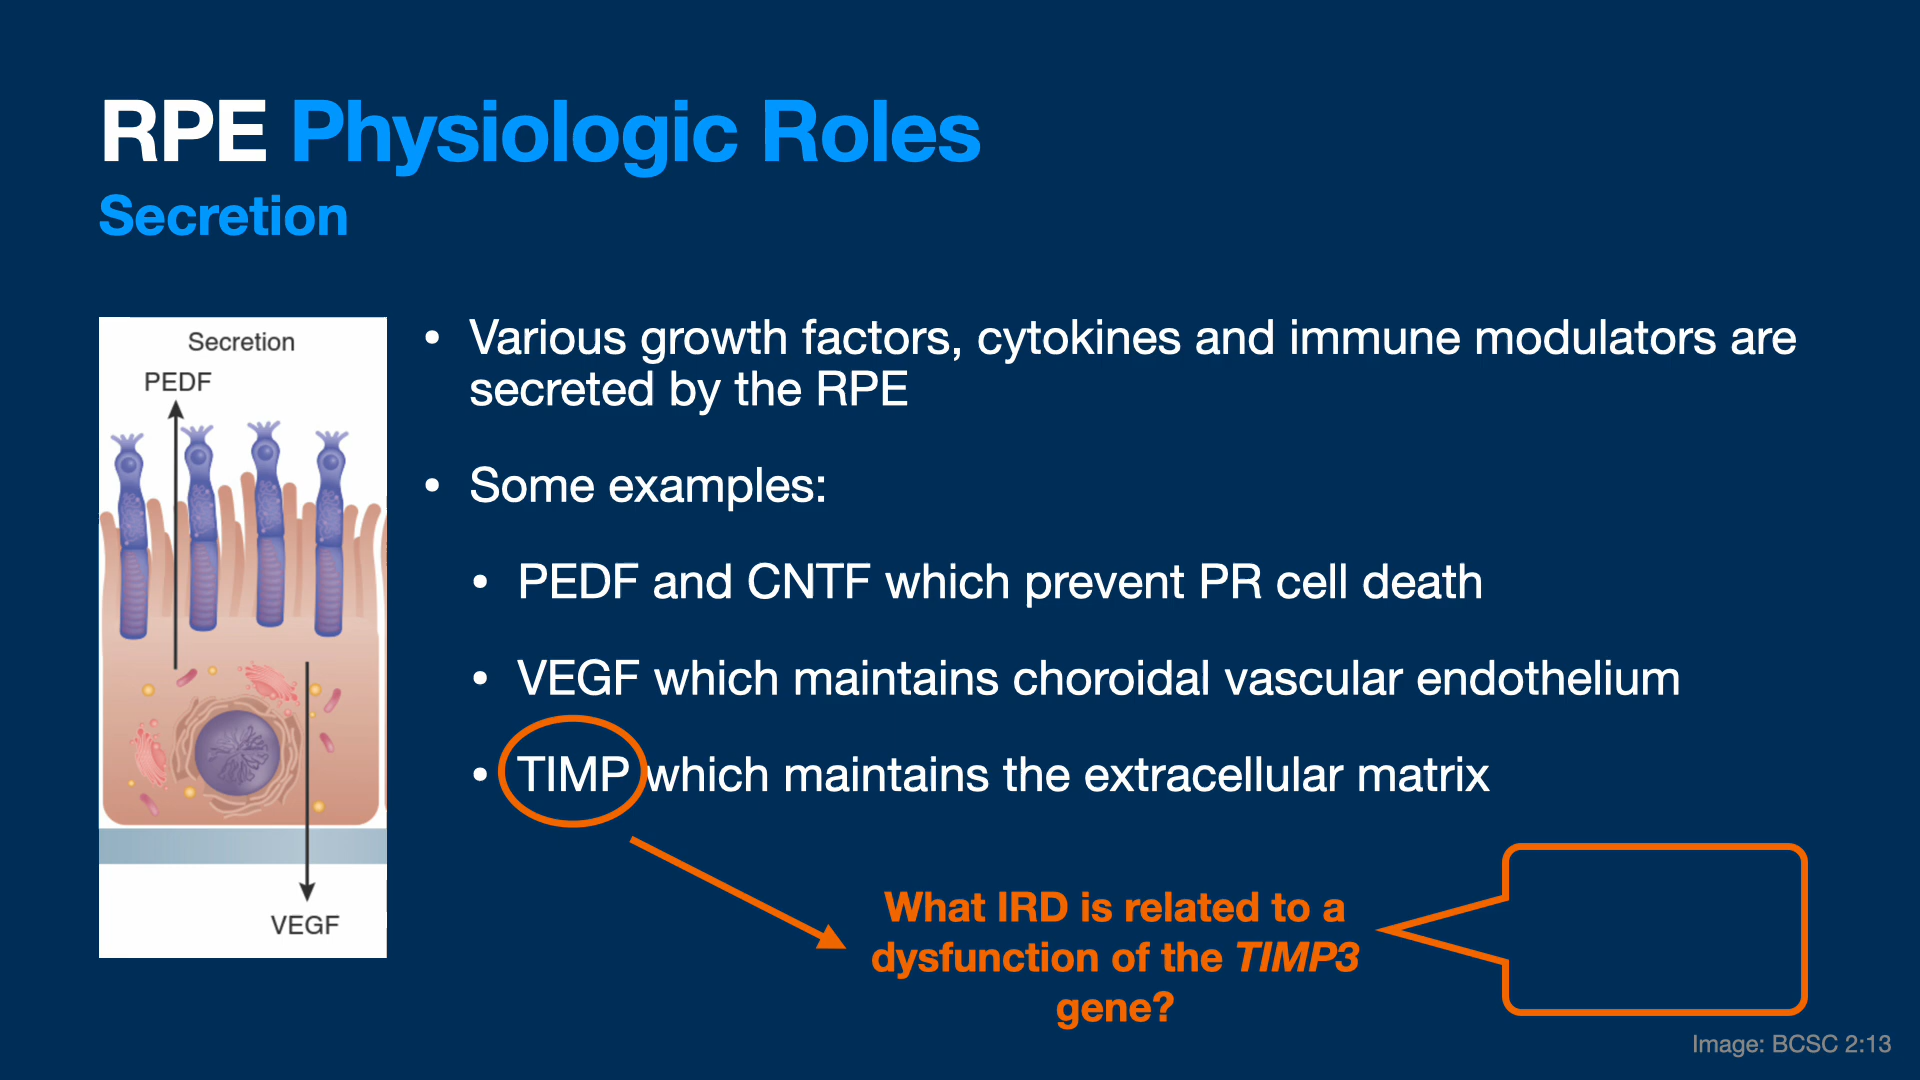 RPE Physiologic Roles
Secretion
Secretion
PEDF
VEGF
• Various growth factors, cytokines and immune modulators are
secreted by the RPE
• Some examples:
• PEDF and CNTF which prevent PR cell death
• VEGF which maintains choroidal vascular endothelium
• TIMP which maintains the extracellular matrix
What IRD is related to a
dysfunction of the TIMP3
gene?
Image: BCSC 2:13